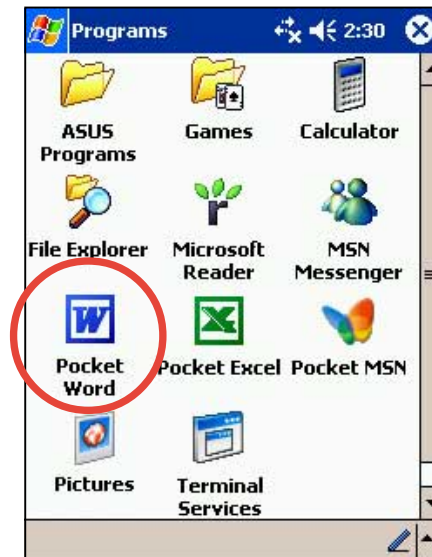 Programs 2:30
ASUS Programs
Games
Calculator
File Explorer
Microsoft Reader
MSN Messenger
Pocket Word
Pocket Excel
Pocket MSN
Pictures
Terminal Services